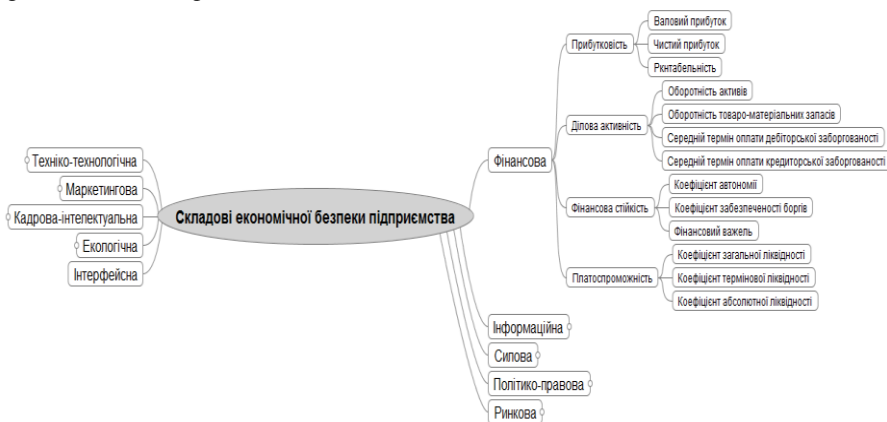 Складові економічної безпеки підприємства
Техніко-технологічна
Маркетингова
Кадрова-інтелектуальна
Екологічна
Інтерфейсна
Фінансова
Прибутковість
Валовий прибуток
Чистий прибуток
Ркнтабельність
Ділова активність
Оборотність активів
Оборотність товаро-матеріальних запасів
Середній термін оплати дебіторської заборгованості
Середній термін оплати кредиторської заборгованості
Фінансова стійкість
Коефіцієнт автономії
Коефіцієнт забезпеченості боргів
Фінансовий важель
Платоспроможність
Коефіцієнт загальної ліквідності
Коефіцієнт термінової ліквідності
Коефіцієнт абсолютної ліквідності
Інформаційна
Силова
Політико-правова
Ринкова